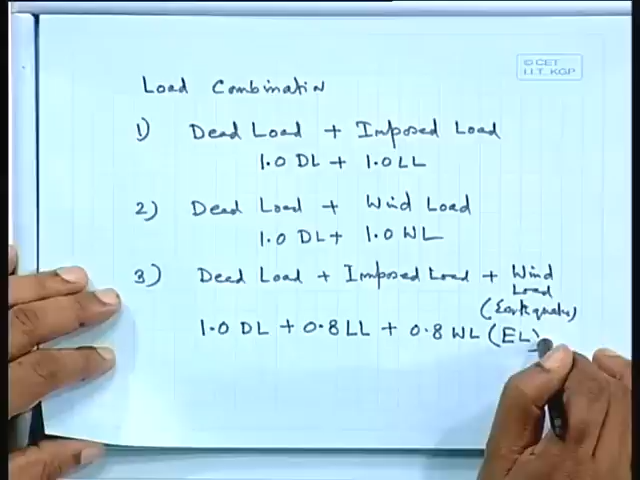 © CET
I.I.T. KGP
Load Combinatin
1) Dead Load + Imposed Load
1.0 DL + 1.0 LL
2) Dead Load + Wind Load
1.0 DL + 1.0 WL
3) Dead Load + Imposed Load + Wind
Load
(Earthquake)
1.0 DL + 0.8 LL + 0.8 WL (EL)